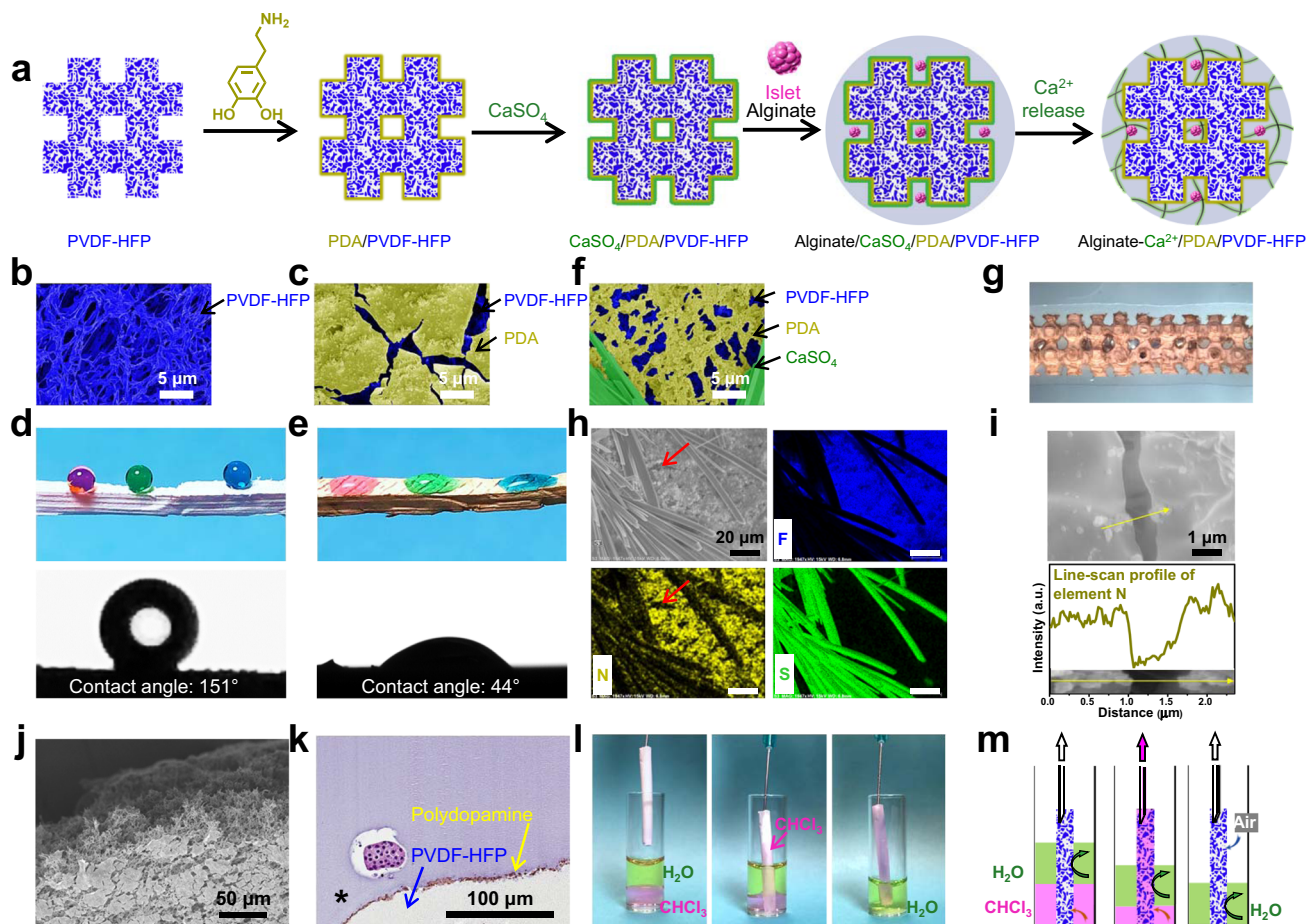 a
NH₂
HO
OH
CaSO₄
Islet
Alginate
Ca²⁺
release
PVDF-HFP
PDA/PVDF-HFP
CaSO₄/PDA/PVDF-HFP
Alginate/CaSO₄/PDA/PVDF-HFP
Alginate-Ca²⁺/PDA/PVDF-HFP
b
PVDF-HFP
5 μm
c
PVDF-HFP
PDA
5 μm
f
PVDF-HFP
PDA
CaSO₄
5 μm
g
d
Contact angle: 151°
e
Contact angle: 44°
h
20 μm
F
N
S
i
1 μm
Line-scan profile of
element N
Intensity (a.u.)
0.0 0.5 1.0 1.5 2.0
Distance (μm)
j
50 μm
k
Polydopamine
PVDF-HFP
*
100 μm
l
H₂O
CHCl₃
CHCl₃
H₂O
m
Air
H₂O
CHCl₃
H₂O